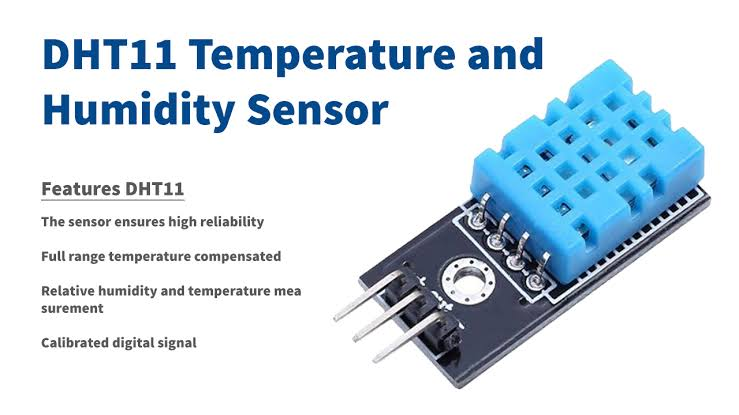 DHT11 Temperature and
Humidity Sensor
Features DHT11
The sensor ensures high reliability
Full range temperature compensated
Relative humidity and temperature mea
surement
Calibrated digital signal